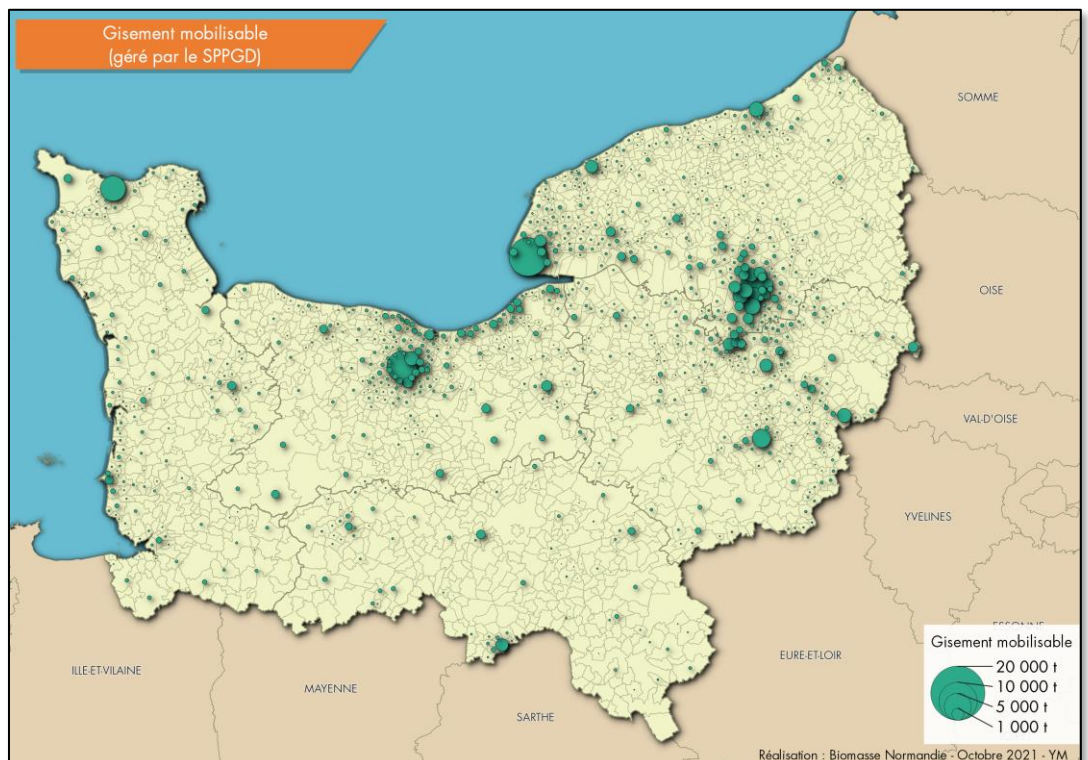 Gisement mobilisable
(géré par le SPPGD)
SOMME
OISE
VAL-D'OISE
YVELINES
ESSONNE
EURE-ET-LOIR
ILLE-ET-VILAINE
MAYENNE
SARTHE
Gisement mobilisable
20 000 t
10 000 t
5 000 t
1 000 t
Réalisation : Biomasse Normandie - Octobre 2021 - YM